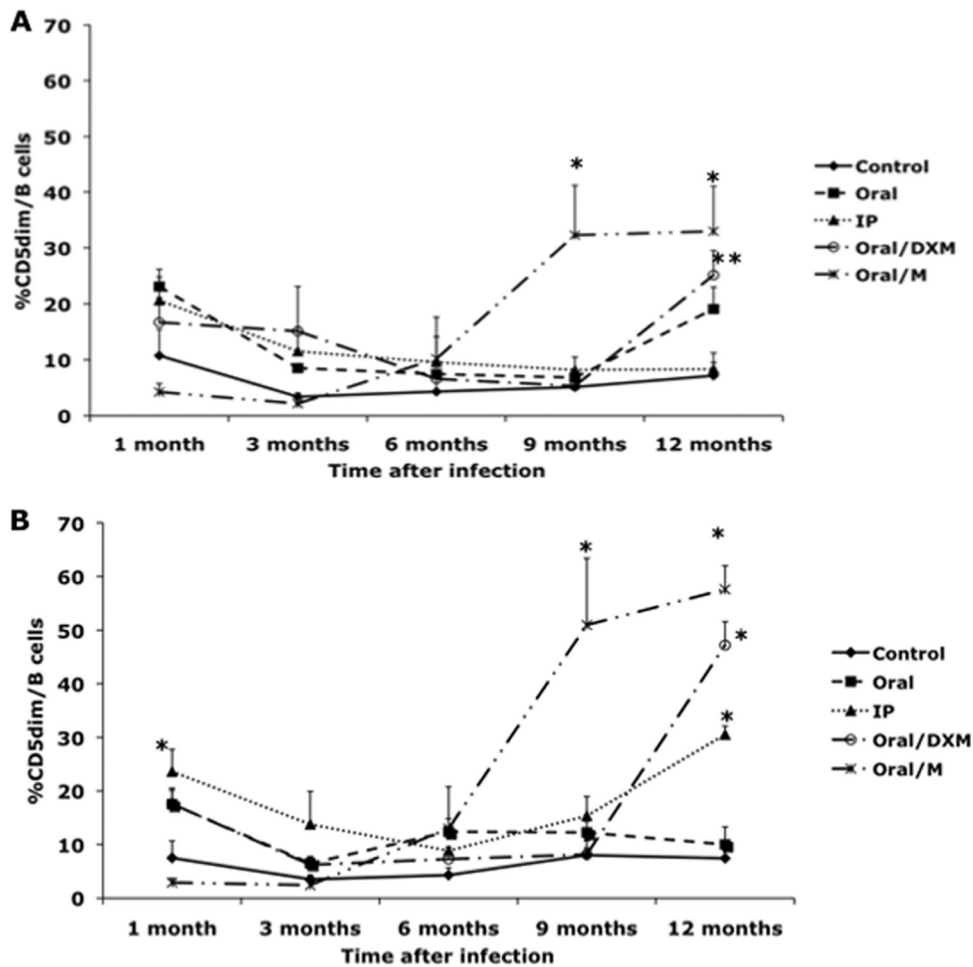 A
%CD5dim/B cells
70
60
50
40
30
20
10
0
*
*
**
1 month 3 months 6 months 9 months 12 months
Time after infection
Control
Oral
IP
Oral/DXM
Oral/M
B
%CD5dim/B cells
70
60
50
40
30
20
10
0
*
*
*
*
*
1 month 3 months 6 months 9 months 12 months
Time after infection
Control
Oral
IP
Oral/DXM
Oral/M